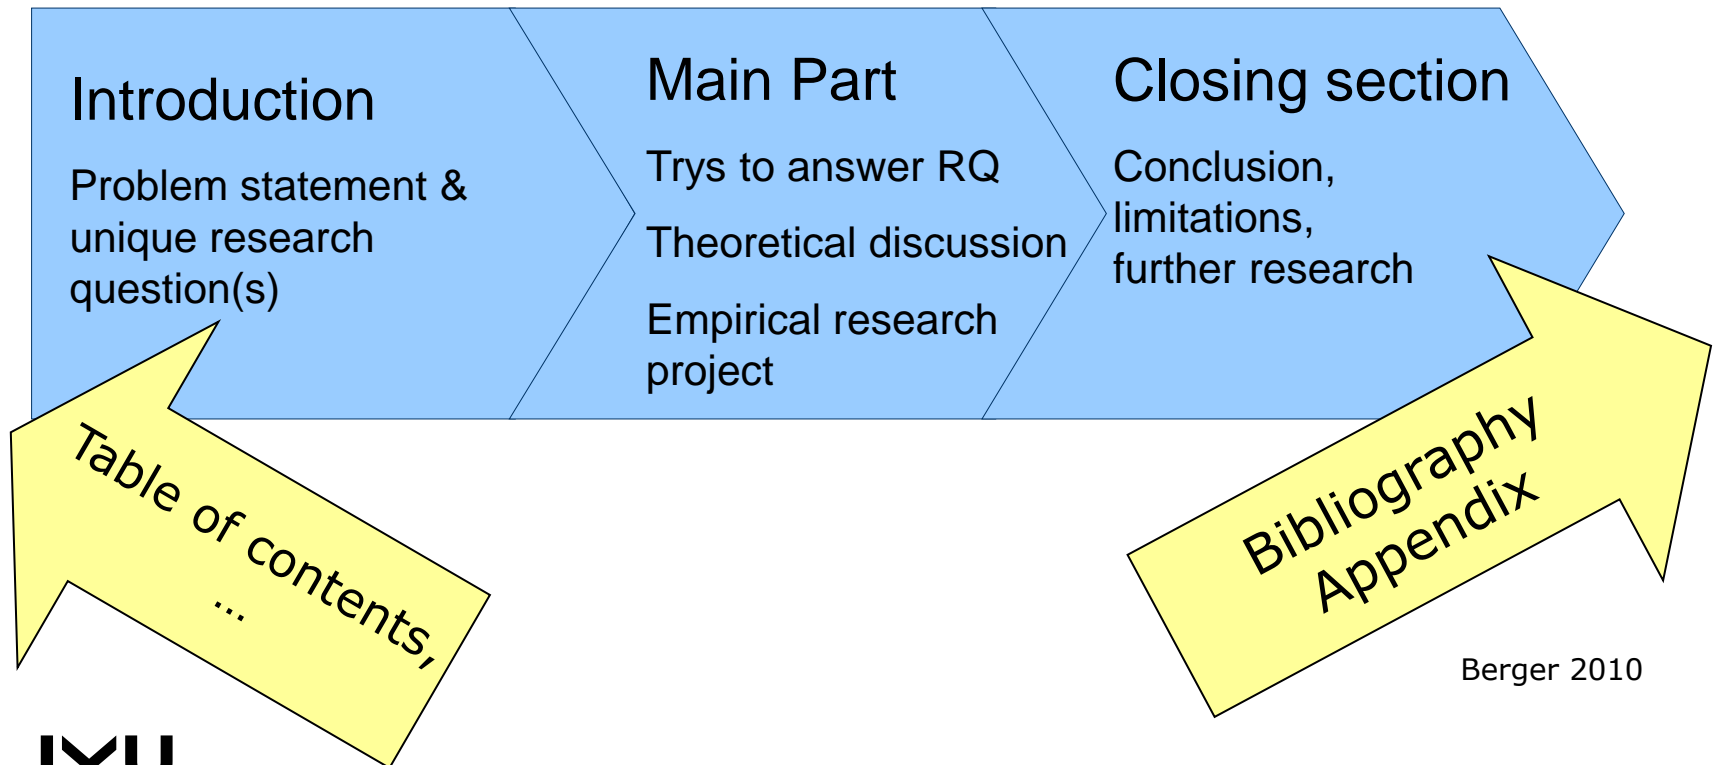 Introduction
Problem statement &
unique research
question(s)
Main Part
Trys to answer RQ
Theoretical discussion
Empirical research
project
Closing section
Conclusion,
limitations,
further research
Table of contents,
...
Bibliography
Appendix
Berger 2010